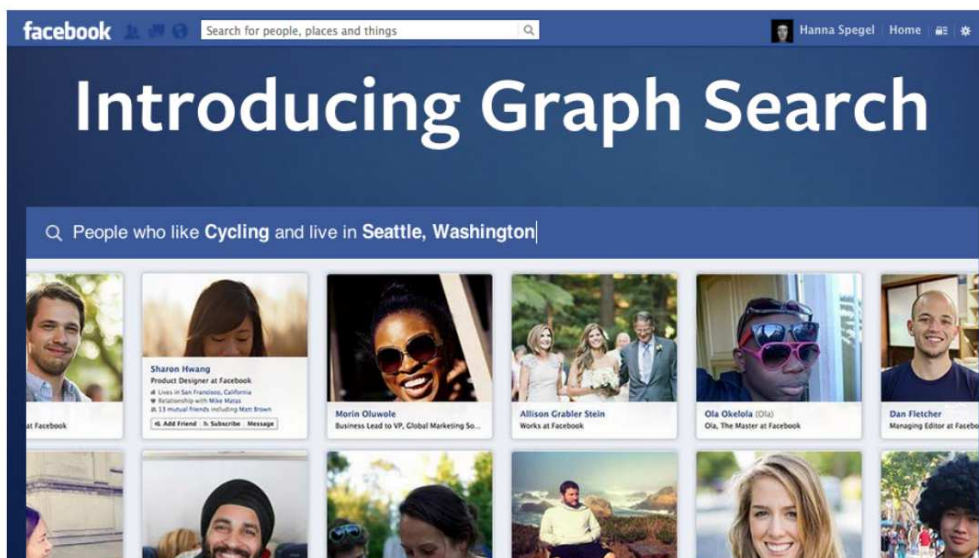 facebook
Search for people, places and things
Hanna Spegel Home
Introducing Graph Search
People who like Cycling and live in Seattle, Washington
at Facebook
Sharon Hwang
Product Designer at Facebook
Lives in San Francisco, California
Relationship with Mike Matas
13 mutual friends including Matt Brown
Add Friend Subscribe Message
Morin Oluwole
Business Lead to VP, Global Marketing So...
Allison Grabler Stein
Works at Facebook
Ola Okelola (Ola)
Ola, The Master at Facebook
Dan Fletcher
Managing Editor at Facebo